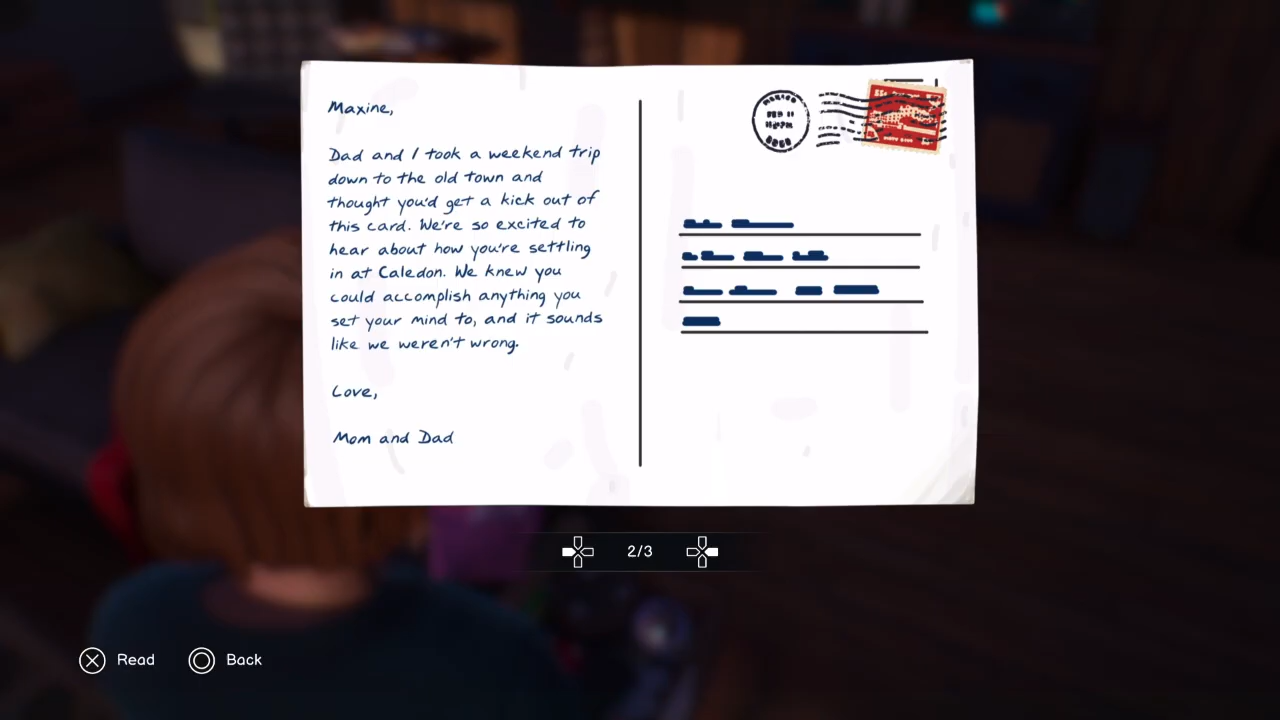 Maxine,
Dad and I took a weekend trip
down to the old town and
thought you'd get a kick out of
this card. We're so excited to
hear about how you're settling
in at Caledon. We knew you
could accomplish anything you
set your mind to, and it sounds
like we weren't wrong.
Love,
Mom and Dad
2/3
Read
Back